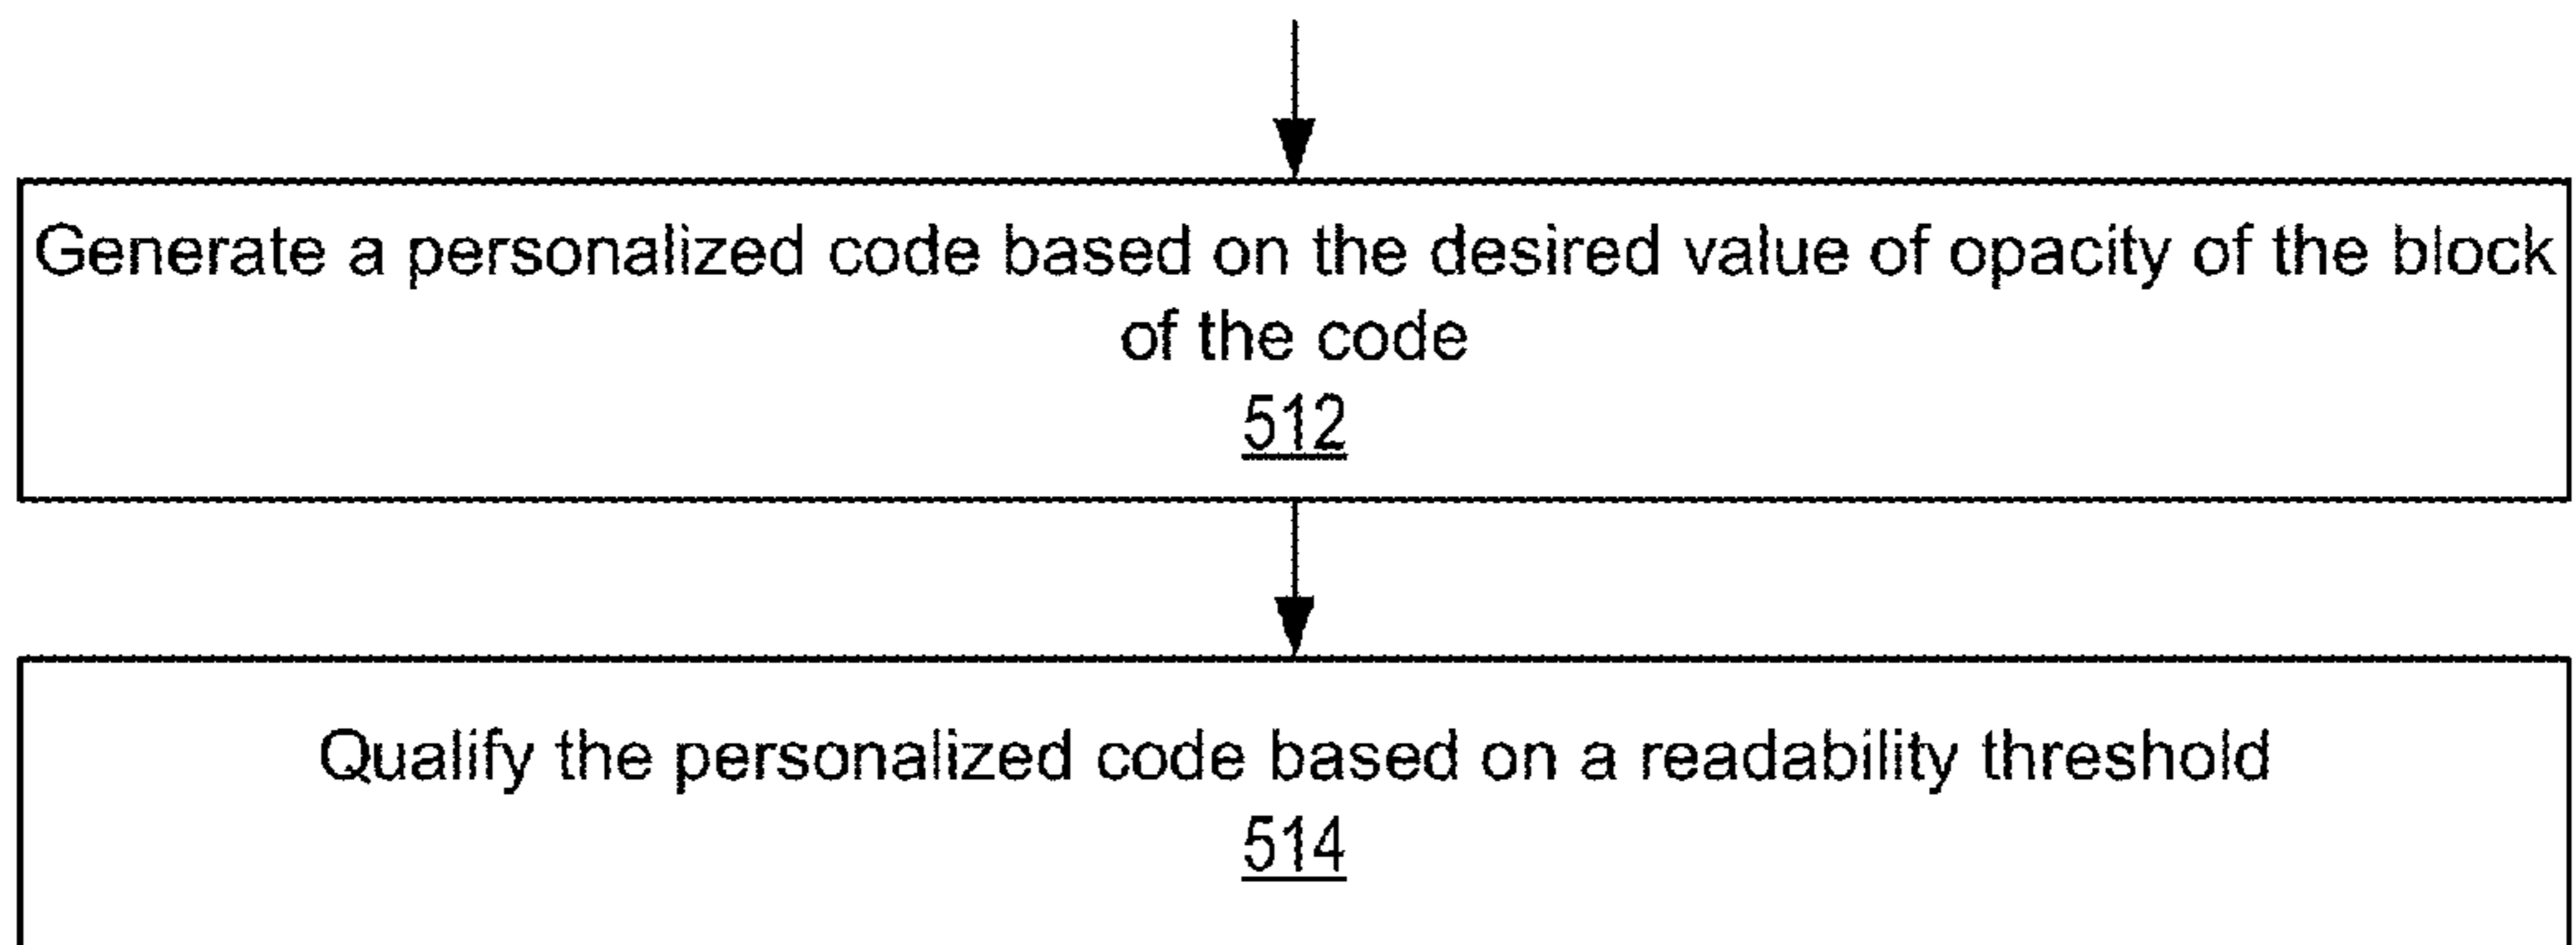 Generate a personalized code based on the desired value of opacity of the block
of the code
512
Qualify the personalized code based on a readability threshold
514